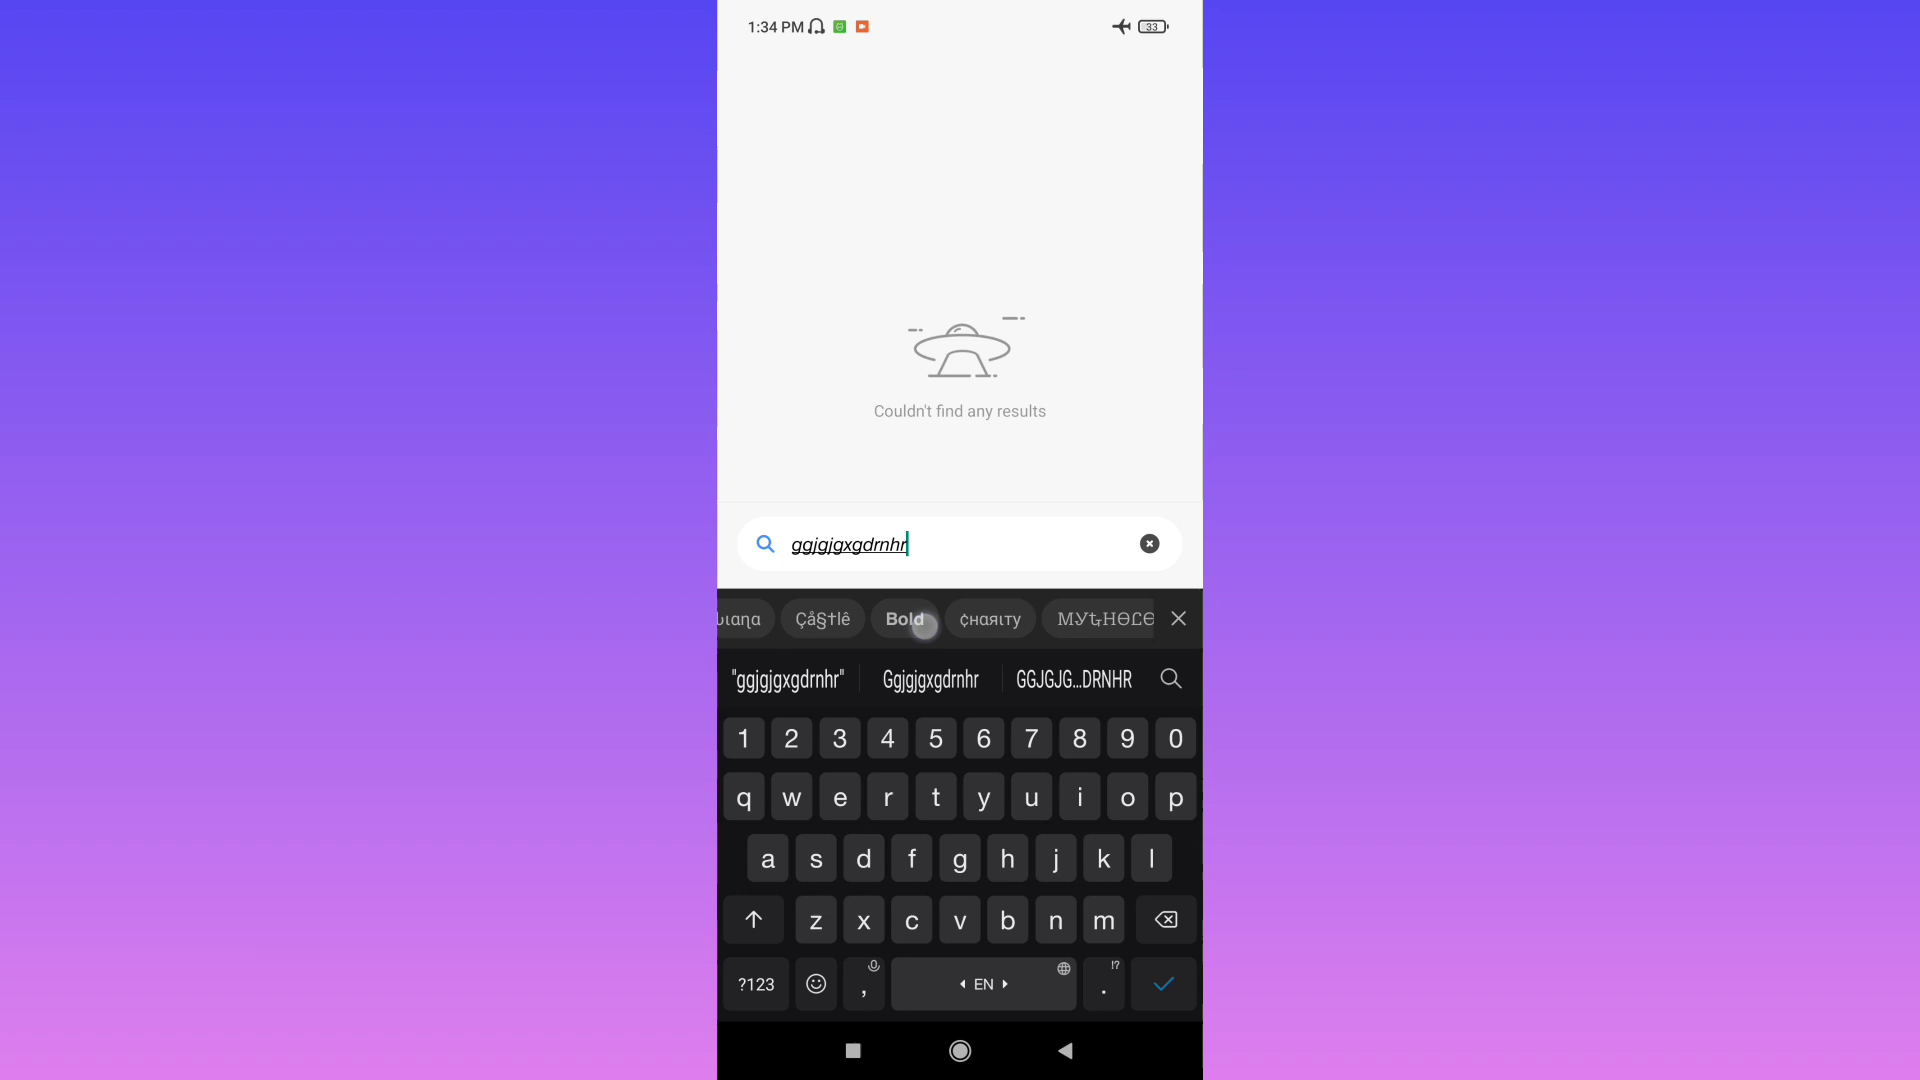 1:34 PM
33
Couldn't find any results
ggjgjgxgdrnhr
Çå§†lê Bold ¢нαяιту
"ggjgjgxgdrnhr" Ggjgjgxgdrnhr GGJGJG...DRNHR
1 2 3 4 5 6 7 8 9 0
q w e r t y u i o p
a s d f g h j k l
z x c v b n m
!?
?123 , EN .